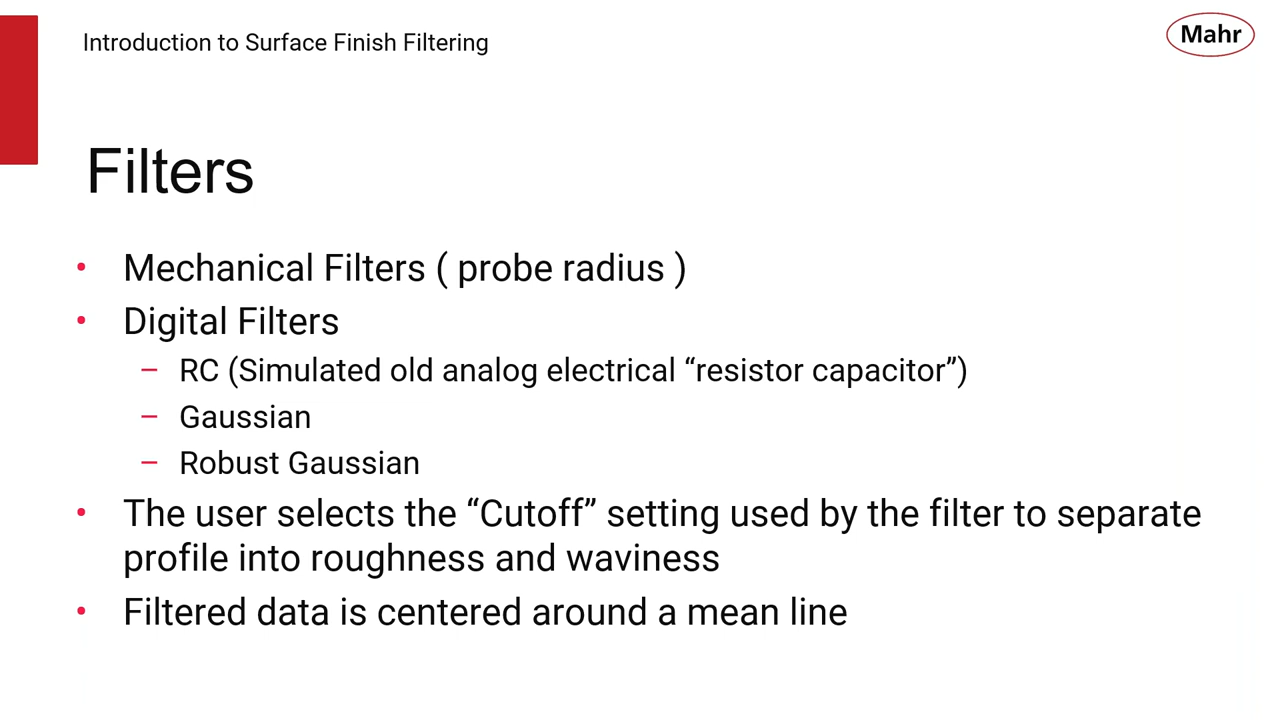 Introduction to Surface Finish Filtering
Mahr
Filters
• Mechanical Filters ( probe radius )
• Digital Filters
– RC (Simulated old analog electrical “resistor capacitor”)
– Gaussian
– Robust Gaussian
• The user selects the “Cutoff” setting used by the filter to separate
profile into roughness and waviness
• Filtered data is centered around a mean line